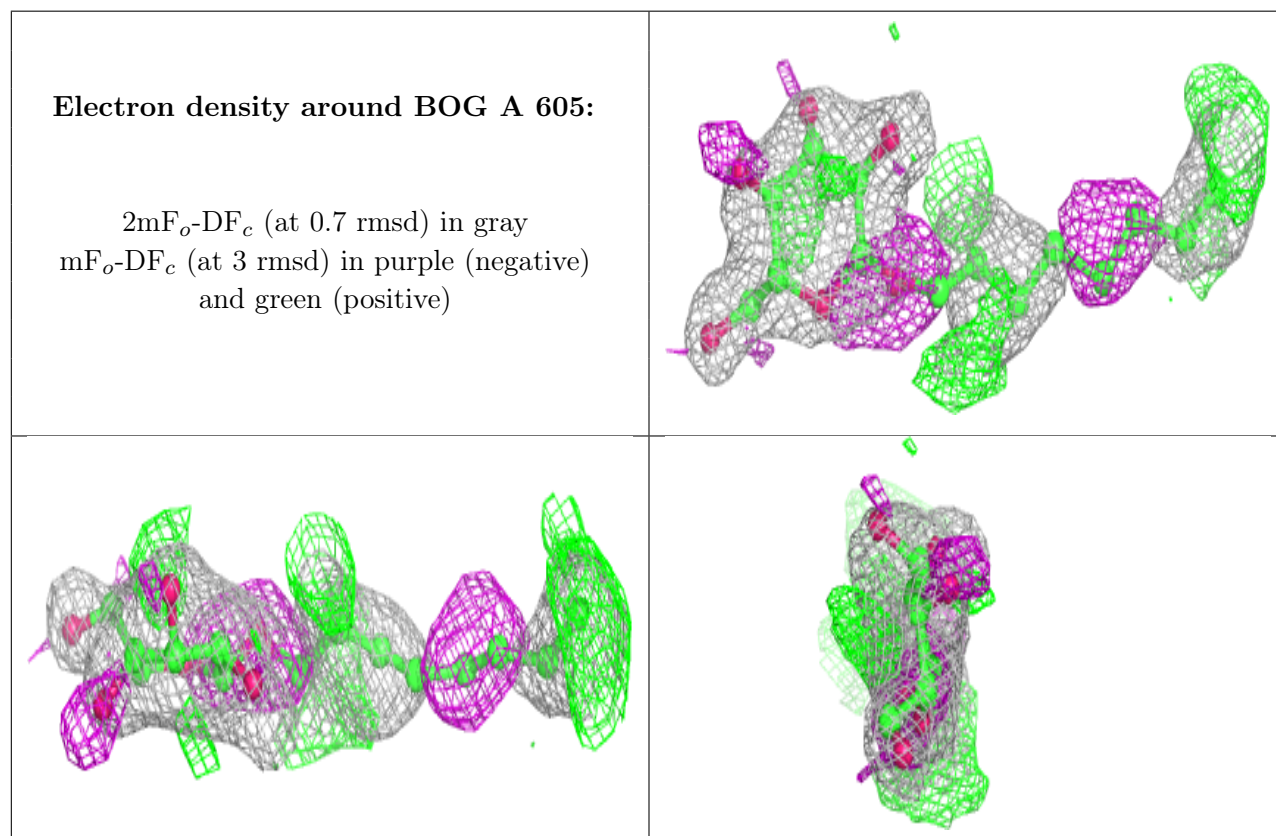 Electron density around BOG A 605:
2mFo-DFc (at 0.7 rmsd) in gray
mFo-DFc (at 3 rmsd) in purple (negative)
and green (positive)